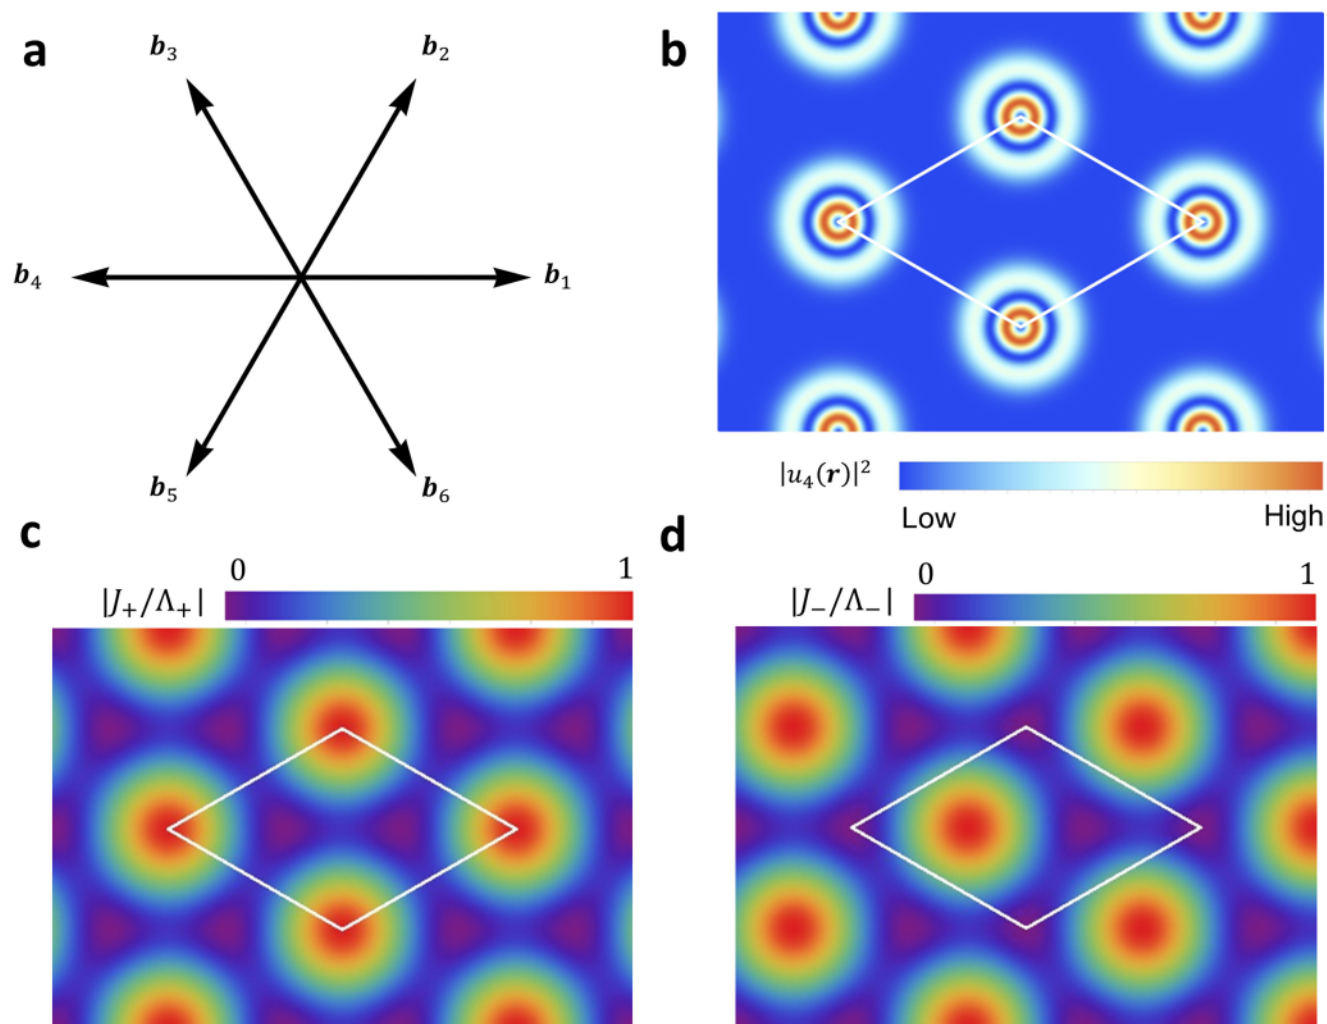 a
b₃
b₂
b₄
b₁
b₅
b₆
b
|u₄(r)|²
Low
High
c
0
1
|J₊/Λ₊|
d
0
1
|J₋/Λ₋|